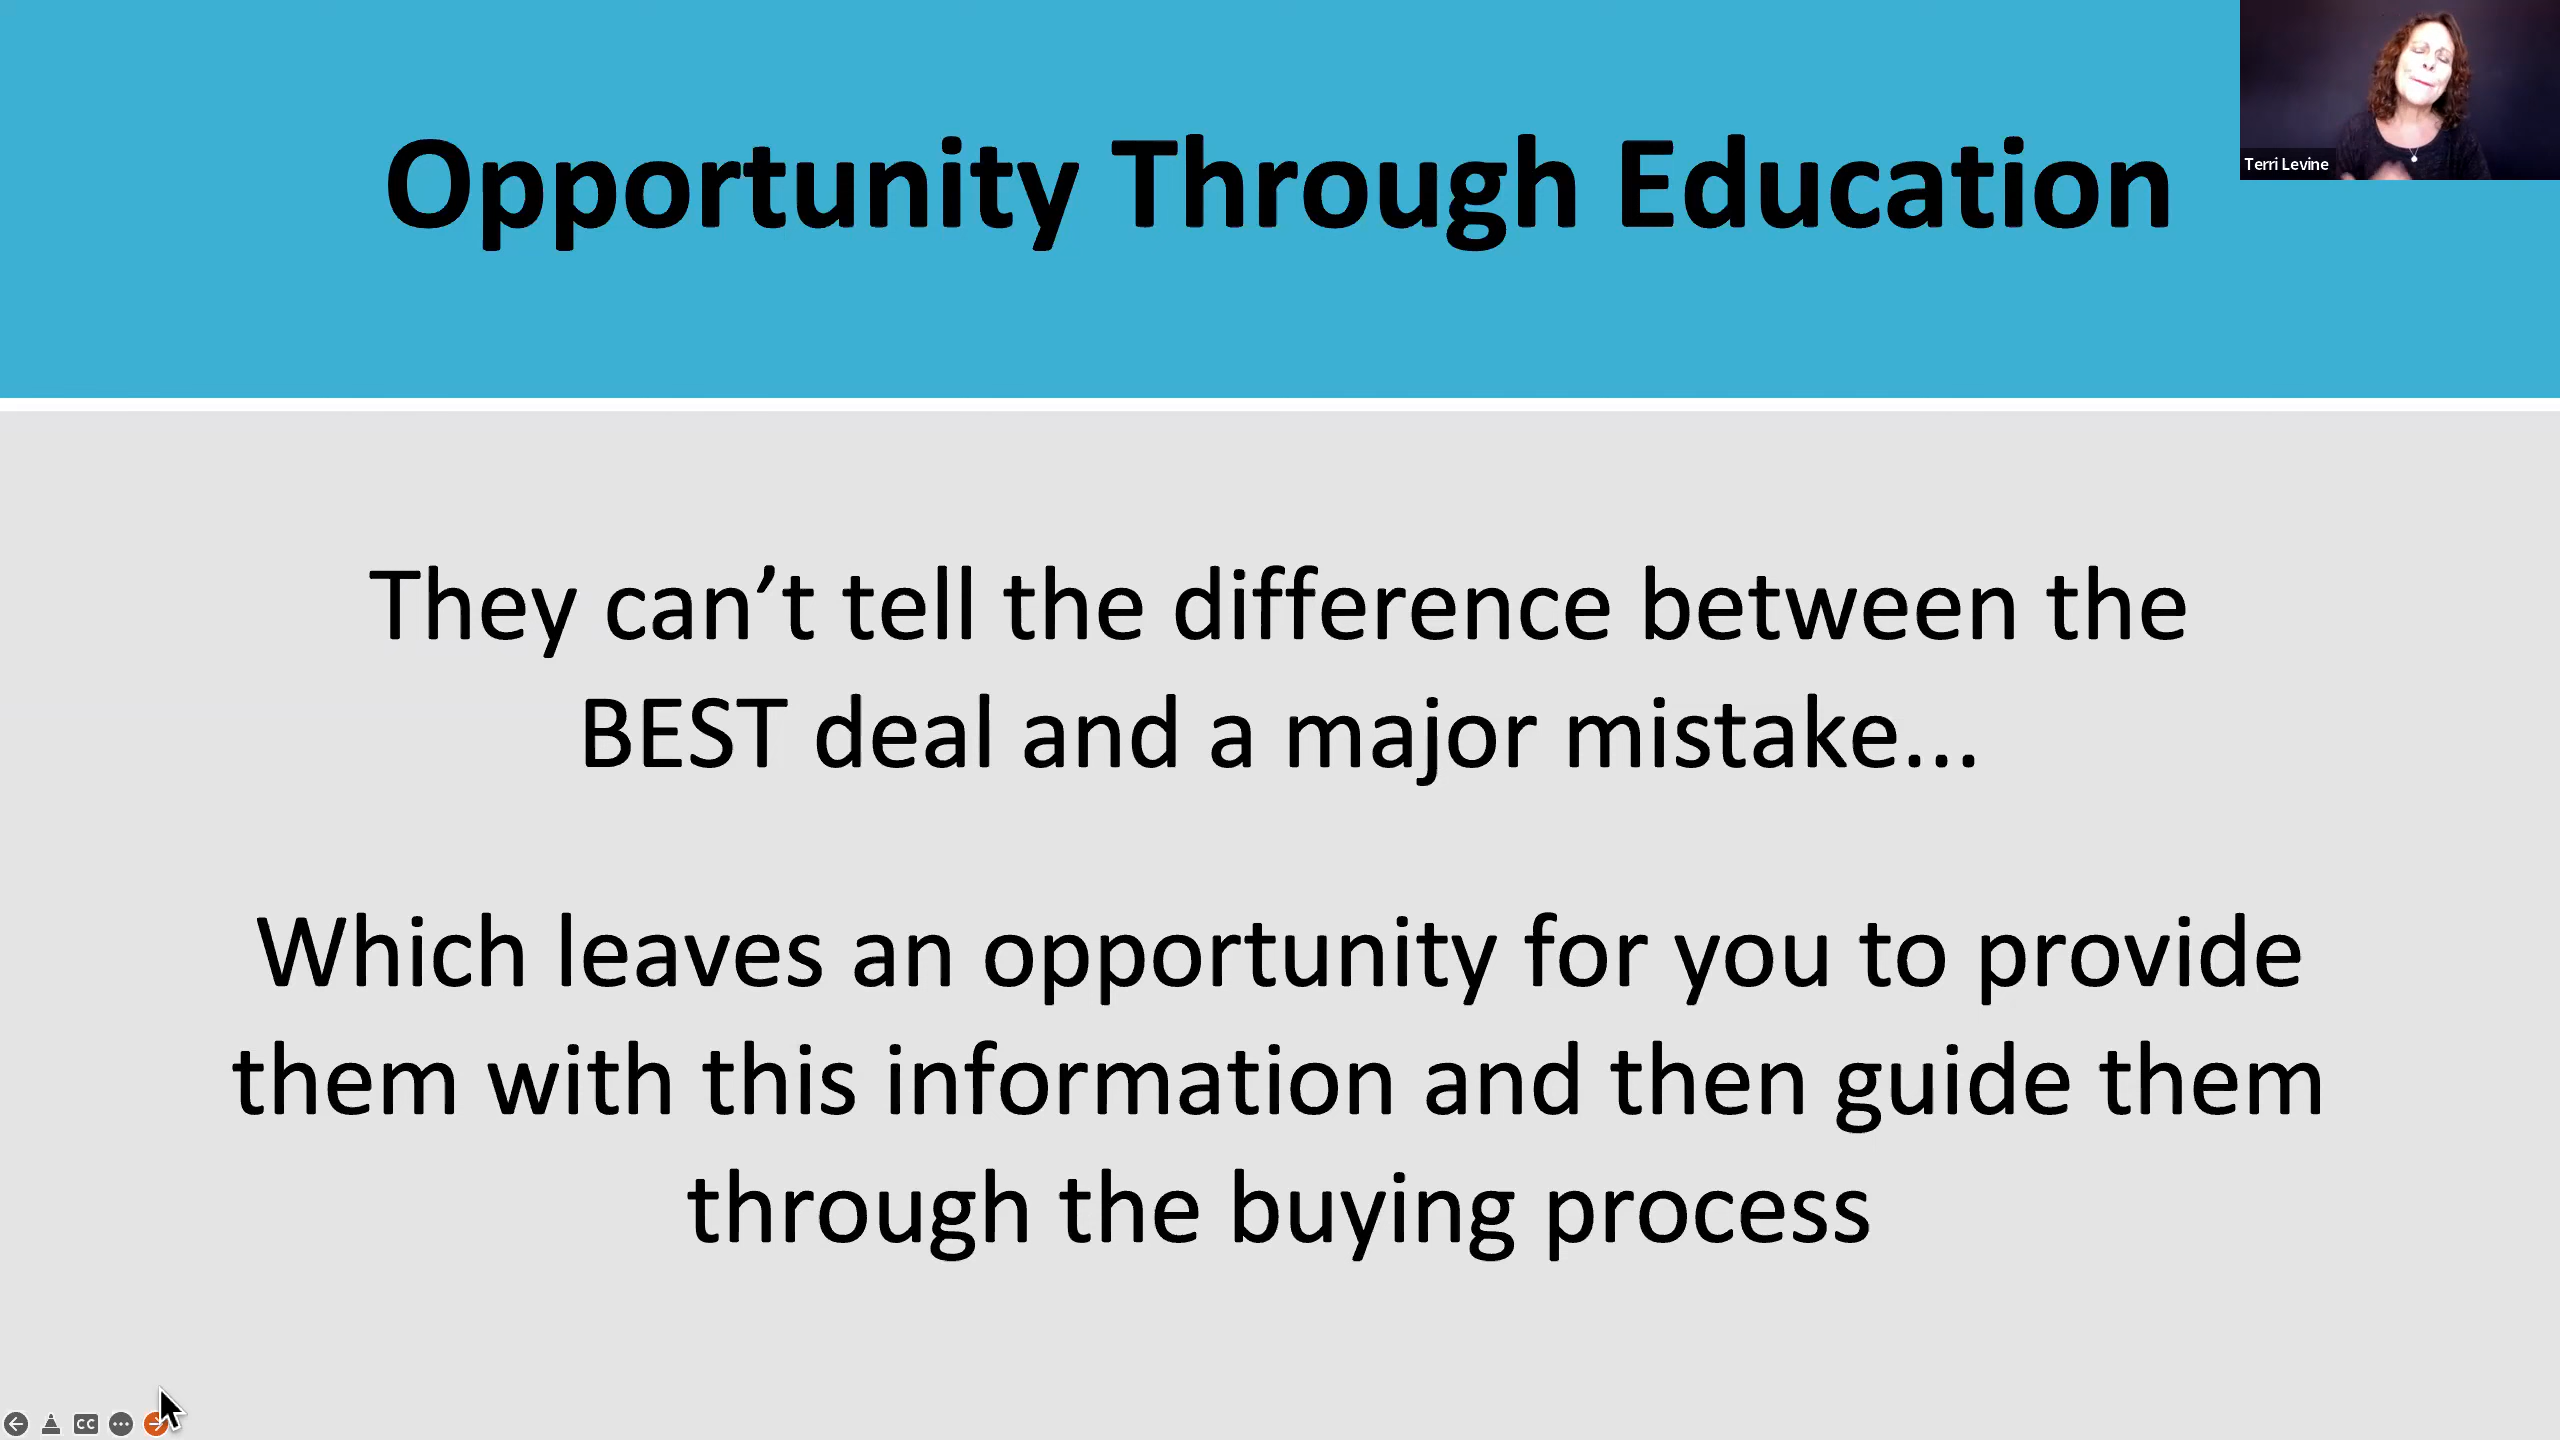 Opportunity Through Education
Terri Levine
They can’t tell the difference between the
BEST deal and a major mistake...
Which leaves an opportunity for you to provide
them with this information and then guide them
through the buying process
CC